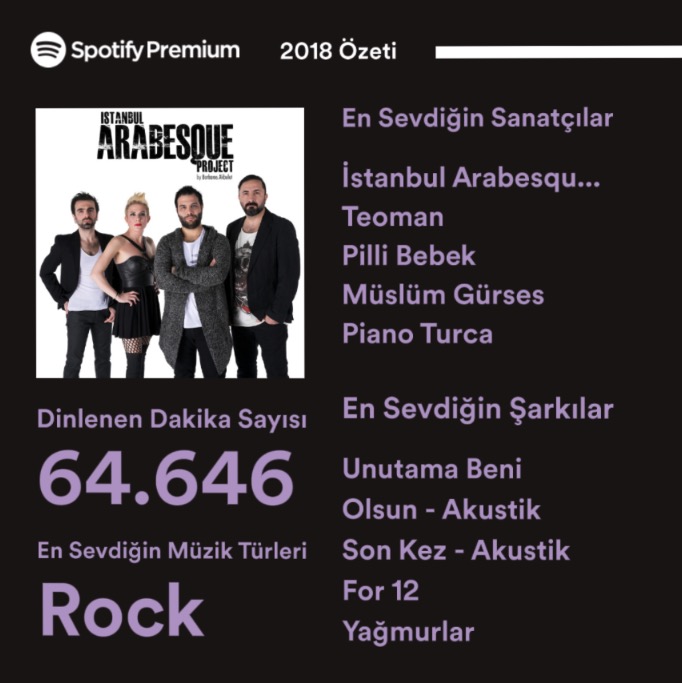 Spotify Premium
2018 Özeti
ISTANBUL
ARABESQUE
PROJECT
Dinlenen Dakika Sayısı
64.646
En Sevdiğin Müzik Türleri
Rock
En Sevdiğin Sanatçılar
İstanbul Arabesqu...
Teoman
Pilli Bebek
Müslüm Gürses
Piano Turca
En Sevdiğin Şarkılar
Unutama Beni
Olsun - Akustik
Son Kez - Akustik
For 12
Yağmurlar